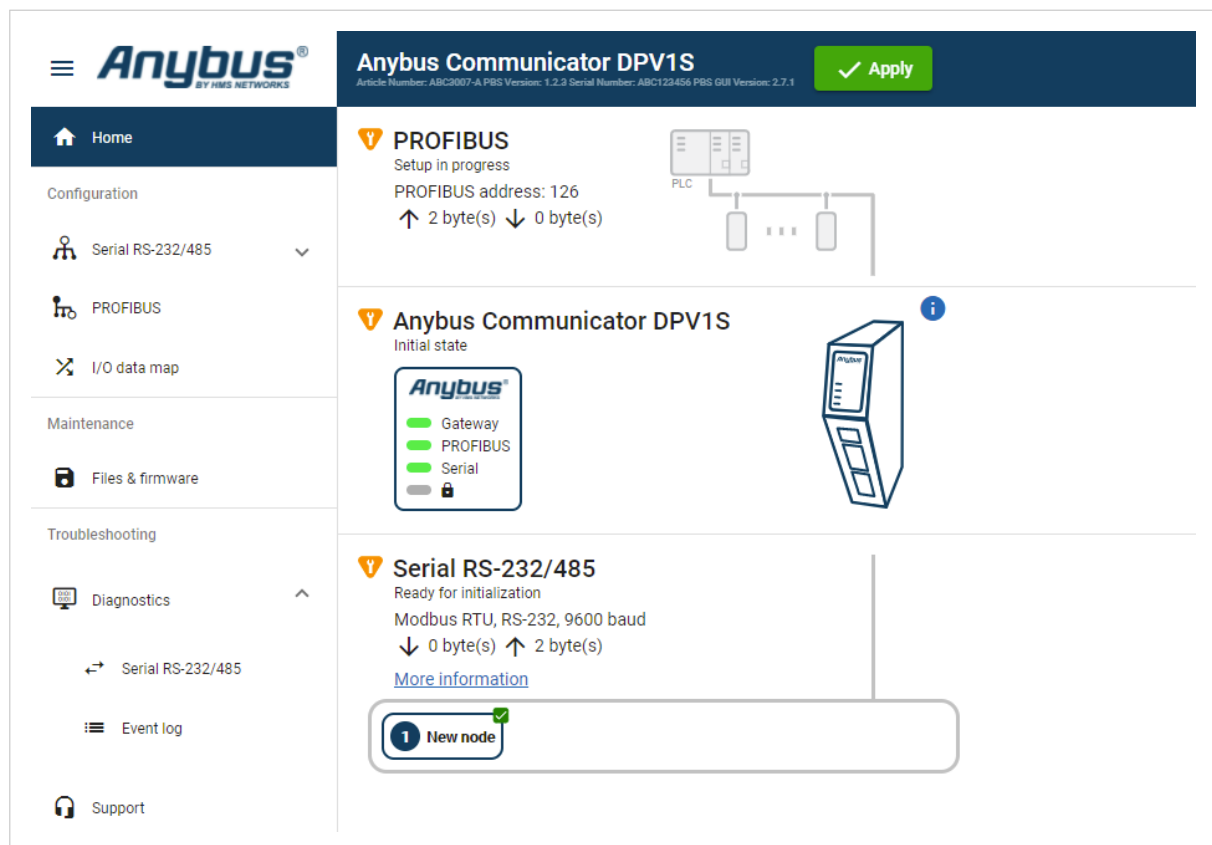 Anybus®
BY HMS NETWORKS
Anybus Communicator DPV1S
Article Number: ABC3007-A PBS Version: 1.2.3 Serial Number: ABC123456 PBS GUI Version: 2.7.1
Apply
Home
Configuration
Serial RS-232/485
PROFIBUS
I/O data map
Maintenance
Files & firmware
Troubleshooting
Diagnostics
Serial RS-232/485
Event log
Support
PROFIBUS
Setup in progress
PROFIBUS address: 126
2 byte(s) 0 byte(s)
PLC
Anybus Communicator DPV1S
Initial state
Anybus®
BY HMS NETWORKS
Gateway
PROFIBUS
Serial
Anybus
Serial RS-232/485
Ready for initialization
Modbus RTU, RS-232, 9600 baud
0 byte(s) 2 byte(s)
More information
1 New node